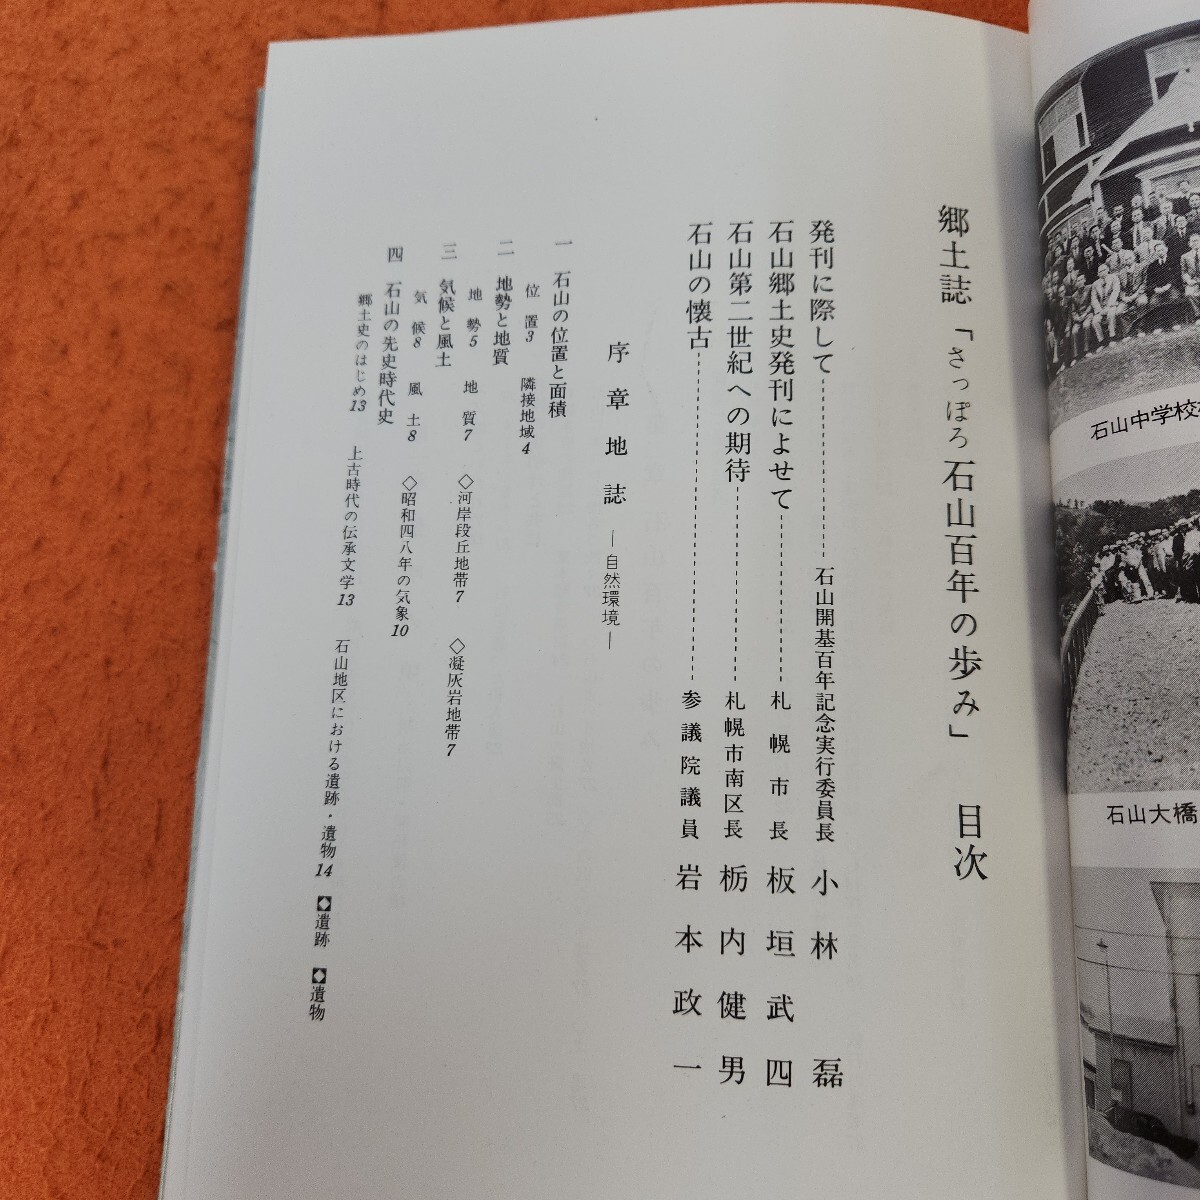 郷土誌「さっぽろ石山百年の歩み」　目次
発刊に際して 石山開基百年記念実行委員長 小林　磊
石山郷土史発刊によせて 札幌市長 板垣武四
石山第二世紀への期待 札幌市南区長 栃内健男
石山の懐古 参議院議員 岩本政一
序章地誌 ―自然環境―
一　石山の位置と面積
位置3　隣接地域4
二　地勢と地質
地勢5　地質7　◇河岸段丘地帯7　◇凝灰岩地帯7
三　気候と風土
気候8　風土8　◇昭和四八年の気象10
四　石山の先史時代史
郷土史のはじめ13　上古時代の伝承文学13　石山地区における遺跡・遺物14　◆遺跡　◆遺物
石山中学校
石山大橋